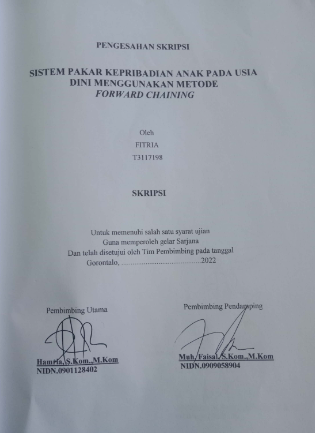 PENGESAHAN SKRIPSI
SISTEM PAKAR KEPRIBADIAN ANAK PADA USIA
DINI MENGGUNAKAN METODE
FORWARD CHAINING
Oleh
FITRIA
T3117198
SKRIPSI
Untuk memenuhi salah satu syarat ujian
Guna memperoleh gelar Sarjana
Dan telah disetujui oleh Tim Pembimbing pada tanggal
Gorontalo, ..................................2022
Pembimbing Utama
Pembimbing Pendamping
Hamria, S.Kom.,M.Kom
NIDN.0901128402
Muh. Faisal, S.Kom.,M.Kom
NIDN.0909058904